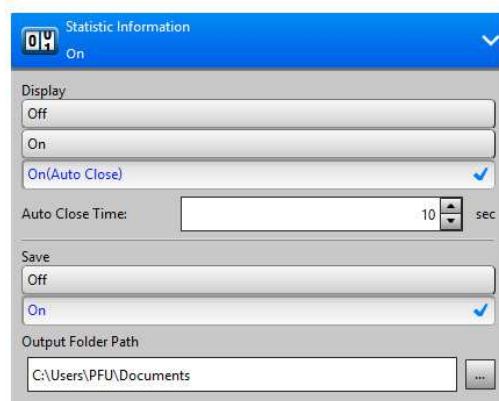 Statistic Information
On
Display
Off
On
On(Auto Close)
Auto Close Time: 10 sec
Save
Off
On
Output Folder Path
C:\Users\PFU\Documents ...